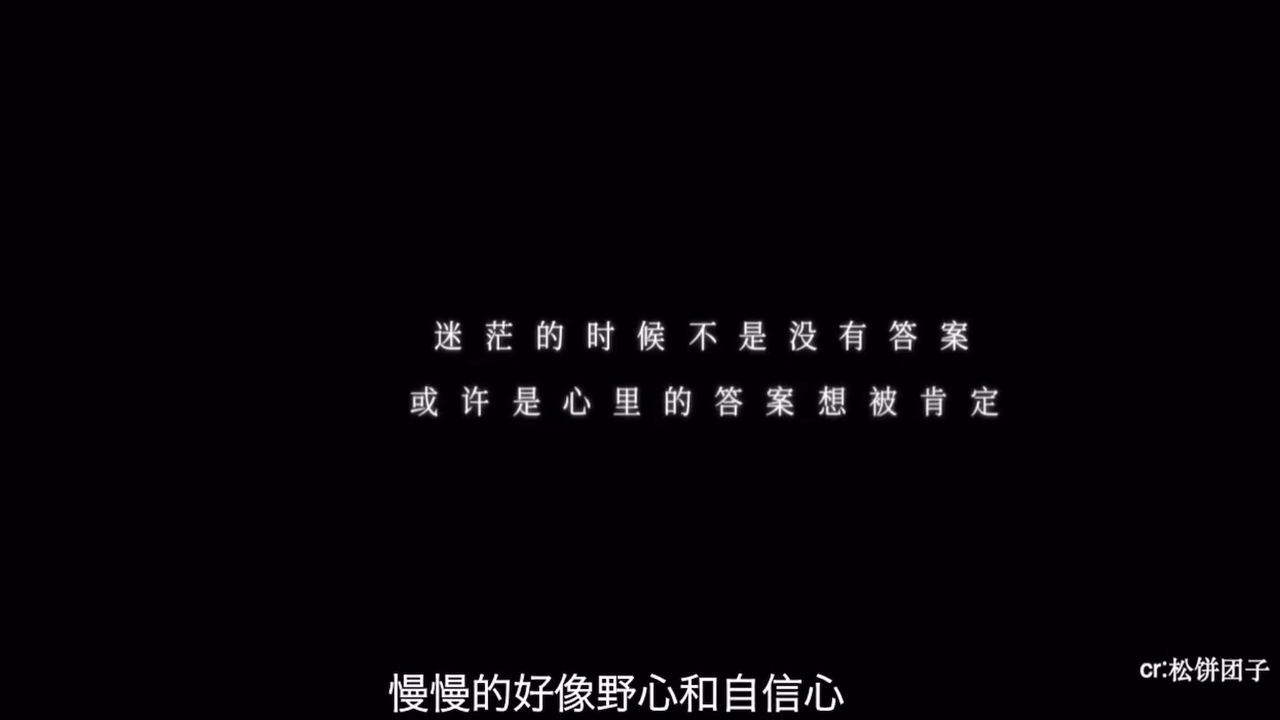 迷茫的时候不是没有答案
或许是心里的答案想被肯定
cr:松饼团子
慢慢的好像野心和自信心